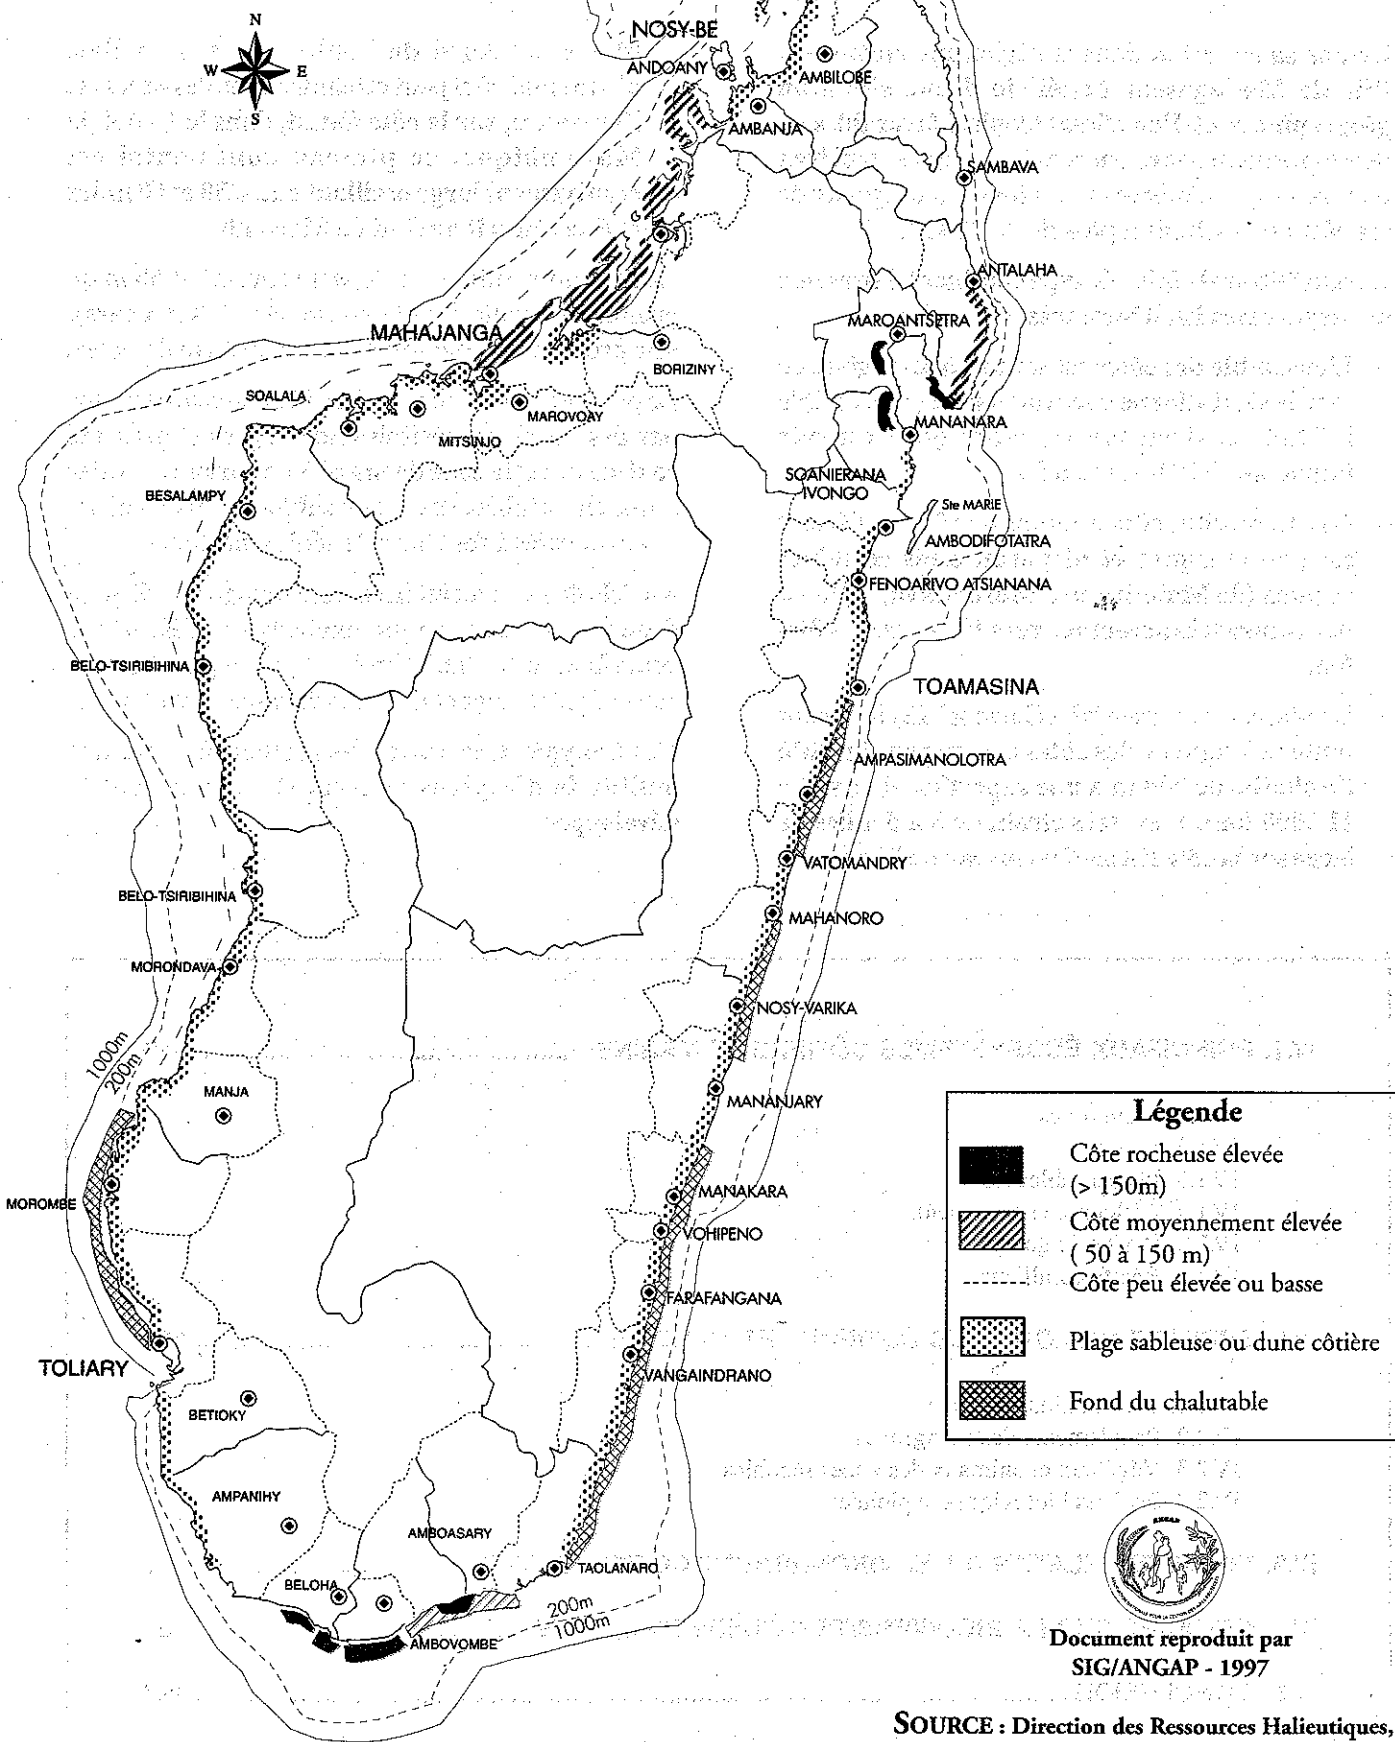 N
W E
S
NOSY-BE
ANDOANY
AMBILOBE
AMBANJA
SAMBAVA
ANTALAHA
MAROANTSETRA
MAHAJANGA
BORIZINY
SOALALA
MAROVOAY
MITSINJO
MANANARA
SOANIERANA
IVONGO
BESALAMPY
Ste MARIE
AMBODIFOTATRA
FENOARIVO ATSIANANA
BELO-TSIRIBIHINA
TOAMASINA
AMPASIMANOLOTRA
VATOMANDRY
BELO-TSIRIBIHINA
MAHANORO
MORONDAVA
NOSY-VARIKA
1000m
200m
MANJA
MANANJARY
MOROMBE
MANAKARA
VOHIPENO
FARAFANGANA
TOLIARY
VANGAINDRANO
BETIOKY
AMPANIHY
AMBOASARY
TAOLANARO
BELOHA
200m
1000m
AMBOVOMBE
Légende
Côte rocheuse élevée
(> 150m)
Côte moyennement élevée
( 50 à 150 m)
Côte peu élevée ou basse
Plage sableuse ou dune côtière
Fond du chalutable
ANGAP
Document reproduit par
SIG/ANGAP - 1997
SOURCE : Direction des Ressources Halieutiques,